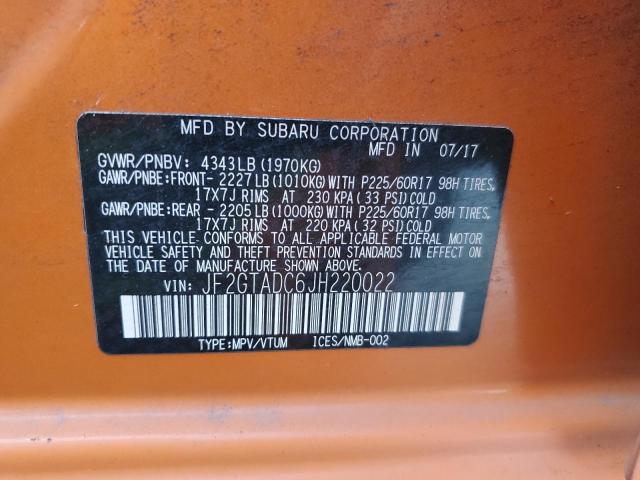 MFD BY SUBARU CORPORATION
MFD IN 07/17
GVWR/PNBV: 4343LB (1970KG)
GAWR/PNBE:FRONT- 2227LB (1010KG) WITH P225/60R17 98H TIRES,
17X7J RIMS AT 230 KPA (33 PSI) COLD
GAWR/PNBE:REAR - 2205LB (1000KG) WITH P225/60R17 98H TIRES,
17X7J RIMS AT 220 KPA (32 PSI) COLD
THIS VEHICLE CONFORMS TO ALL APPLICABLE FEDERAL MOTOR
VEHICLE SAFETY AND THEFT PREVENTION STANDARDS IN EFFECT ON
THE DATE OF MANUFACTURE SHOWN ABOVE.
VIN: JF2GTADC6JH220022
TYPE:MPV/VTUM ICES/NMB-002